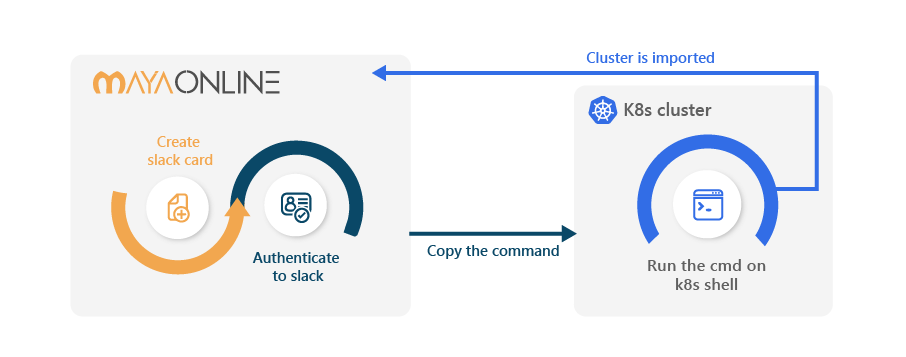 MAYAONLINE
Create
slack card
Authenticate
to slack
Copy the command
Cluster is imported
K8s cluster
Run the cmd on
k8s shell